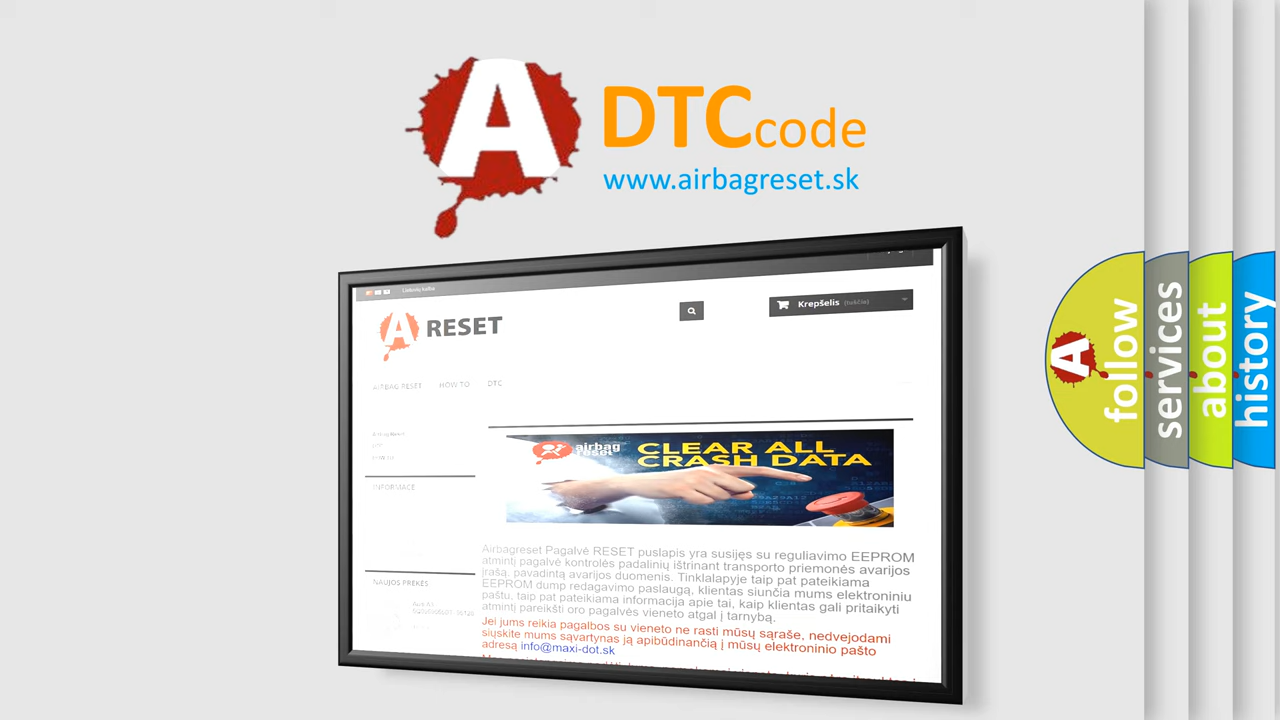 A
DTCcode
www.airbagreset.sk
Krepšelis (tuščia)
A RESET
AIRBAG RESET HOW TO DTC
INFORMACE
airbag
reset
CLEAR ALL
CRASH DATA
Airbagreset Pagalvė RESET puslapis yra susijęs su reguliavimo EEPROM
atmintį pagalvė kontrolės padalinių ištrinant transporto priemonės avarijos
įrašą, pavadintą avarijos duomenis. Tinklalapyje taip pat pateikiama
EEPROM dump redagavimo paslaugą, klientas siunčia mums elektroniniu
paštu, taip pat pateikiama informacija apie tai, kaip klientas gali pritaikyti
atmintį pareikšti oro pagalvės vieneto atgal į tarnybą.
Jei jums reikia pagalbos su vieneto ne rasti mūsų sąraše, nedvejodami
siųskite mums sąvartynas ją apibūdinančią į mūsų elektroninio pašto
adresą info@maxi-dot.sk
NAUJOS PREKĖS
A
follow
services
about
history